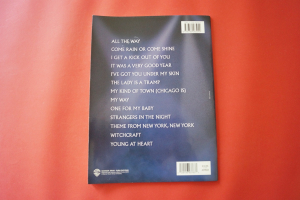 ALL THE WAY
COME RAIN OR COME SHINE
I GET A KICK OUT OF YOU
IT WAS A VERY GOOD YEAR
I'VE GOT YOU UNDER MY SKIN
THE LADY IS A TRAMP
MY KIND OF TOWN (CHICAGO IS)
MY WAY
ONE FOR MY BABY
STRANGERS IN THE NIGHT
THEME FROM NEW YORK, NEW YORK
WITCHCRAFT
YOUNG AT HEART